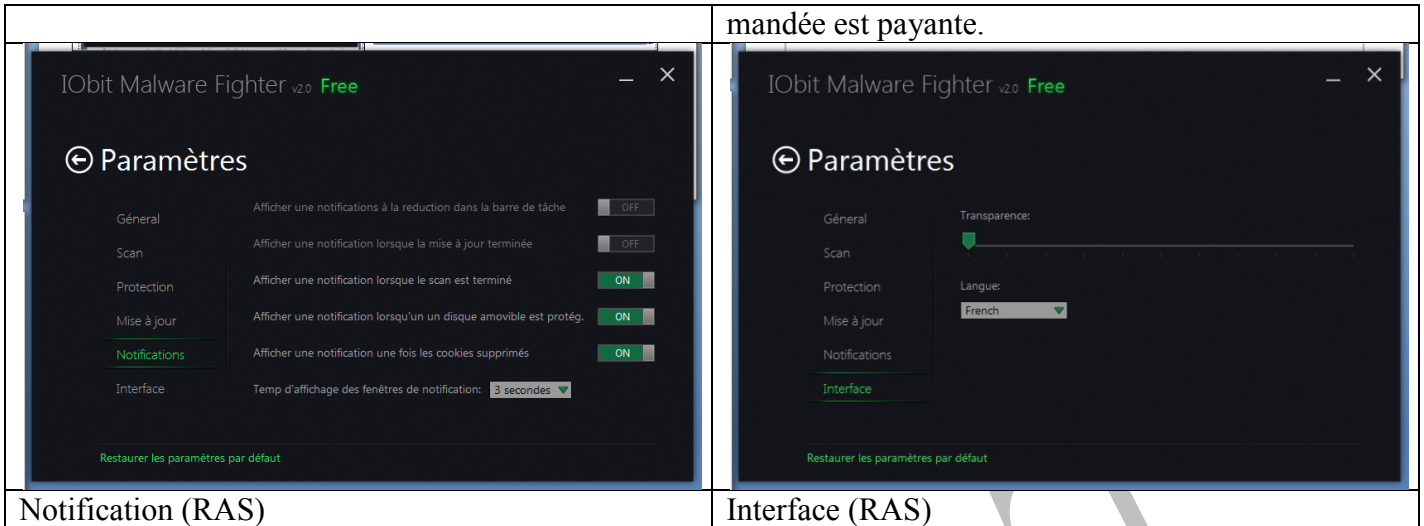 mandée est payante.
IObit Malware Fighter v2.0 Free
Paramètres
Géneral
Scan
Protection
Mise à jour
Notifications
Interface
Afficher une notifications à la reduction dans la barre de tâche OFF
Afficher une notification lorsque la mise à jour terminée OFF
Afficher une notification lorsque le scan est terminé ON
Afficher une notification lorsqu'un un disque amovible est protég. ON
Afficher une notification une fois les cookies supprimés ON
Temp d'affichage des fenêtres de notification: 3 secondes
Restaurer les paramètres par défaut
Notification (RAS)
IObit Malware Fighter v2.0 Free
Paramètres
Géneral
Scan
Protection
Mise à jour
Notifications
Interface
Transparence:
Langue:
French
Restaurer les paramètres par défaut
Interface (RAS)